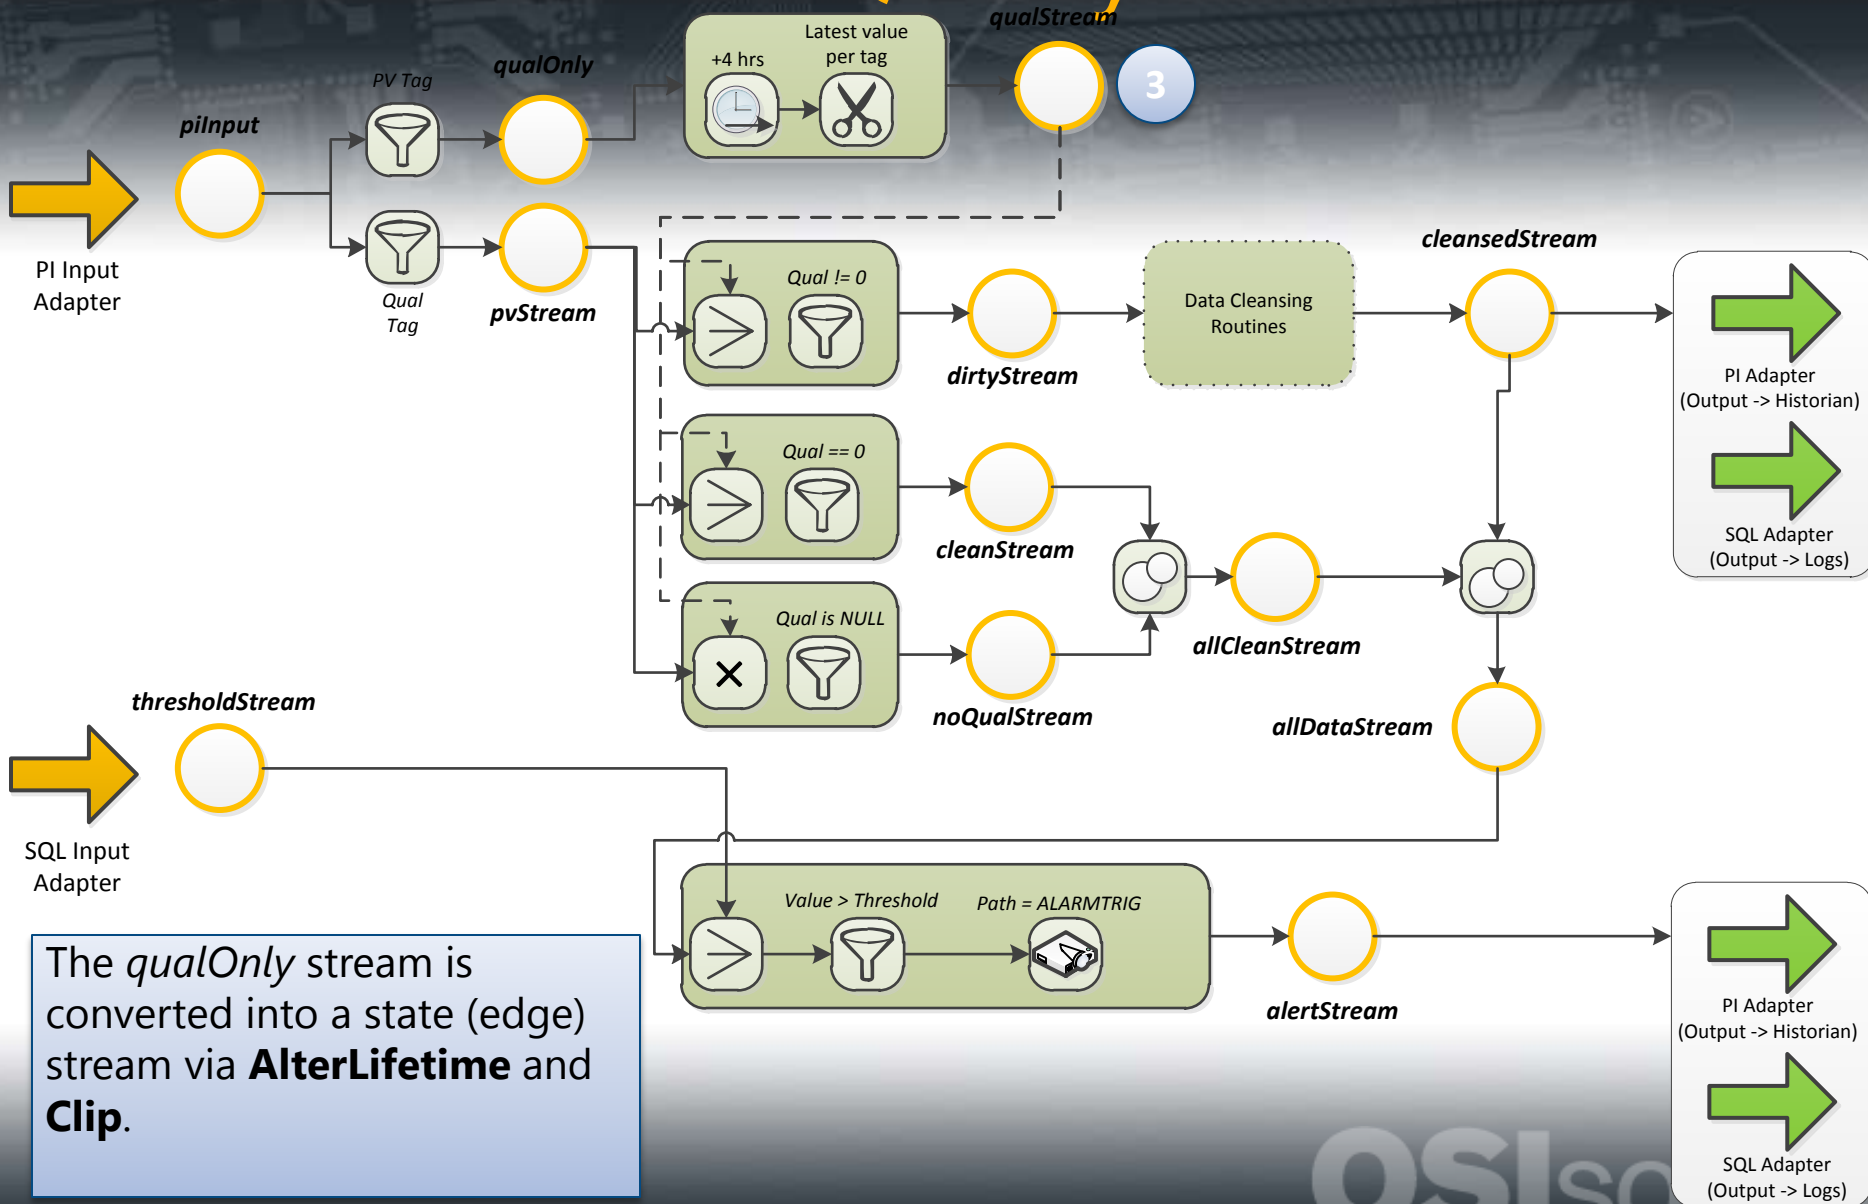 qualStream
Latest value
per tag
+4 hrs
3
qualOnly
PV Tag
piInput
PI Input
Adapter
Qual
Tag
pvStream
Qual != 0
dirtyStream
Data Cleansing
Routines
cleansedStream
PI Adapter
(Output -> Historian)
SQL Adapter
(Output -> Logs)
Qual == 0
cleanStream
Qual is NULL
noQualStream
allCleanStream
allDataStream
thresholdStream
SQL Input
Adapter
Value > Threshold
Path = ALARMTRIG
alertStream
PI Adapter
(Output -> Historian)
SQL Adapter
(Output -> Logs)
The qualOnly stream is
converted into a state (edge)
stream via AlterLifetime and
Clip.